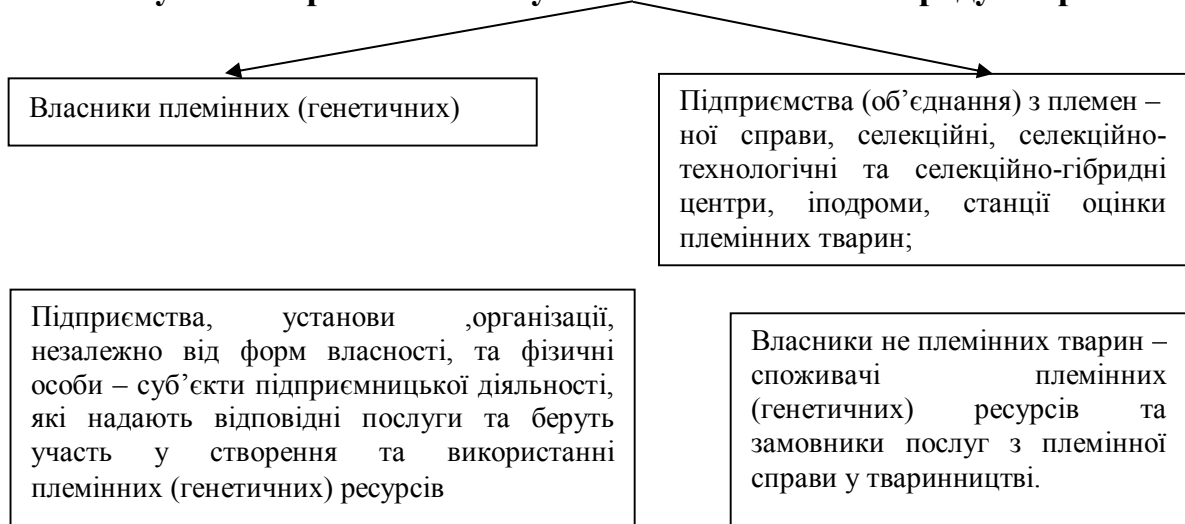 Власники племінних (генетичних)
Підприємства (об’єднання) з племен –
ної справи, селекційні, селекційно-
технологічні та селекційно-гібридні
центри, іподроми, станції оцінки
племінних тварин;
Підприємства, установи ,організації,
незалежно від форм власності, та фізичні
особи – суб’єкти підприємницької діяльності,
які надають відповідні послуги та беруть
участь у створення та використанні
племінних (генетичних) ресурсів
Власники не племінних тварин –
споживачі племінних
(генетичних) ресурсів та
замовники послуг з племінної
справи у тваринництві.